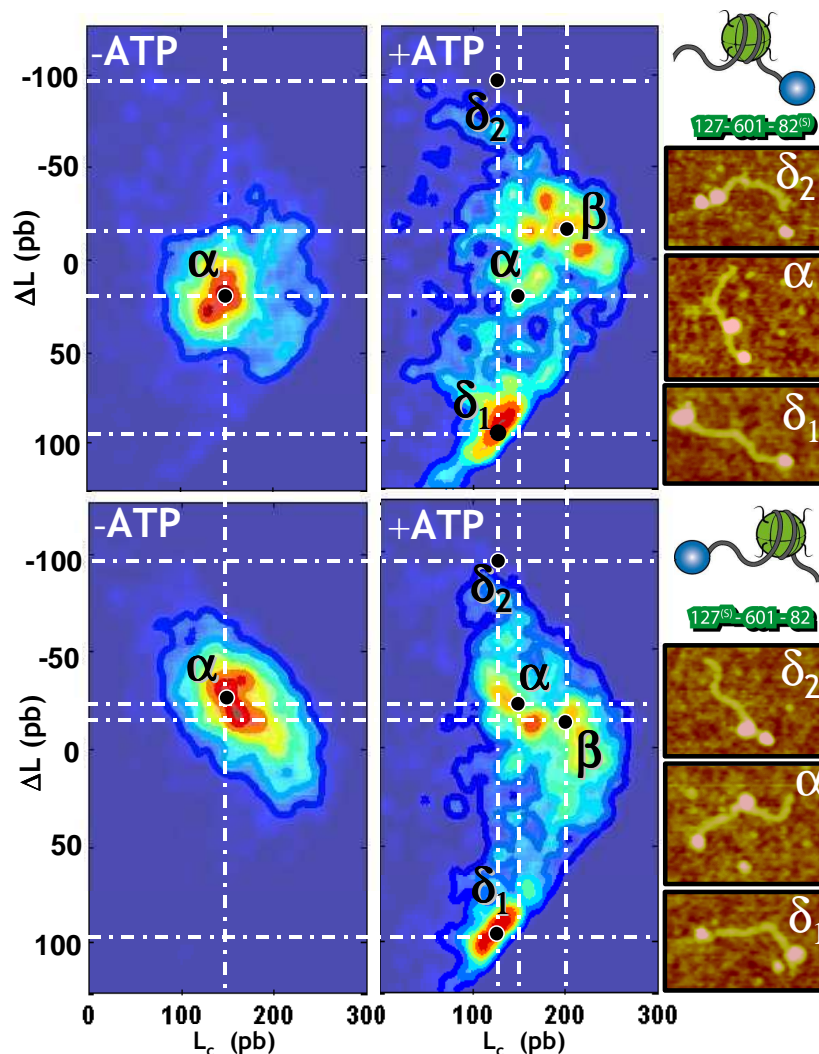 -ATP
+ATP
-100
-50
0
50
100
ΔL (pb)
α
δ2
β
α
δ1
127-601-82(S)
δ2
α
δ1
-ATP
+ATP
-100
-50
0
50
100
ΔL (pb)
α
δ2
α
β
δ1
127(S)-601-82
δ2
α
δ1
0 100 200 300
100 200 300
Lc (pb)
Lc (pb)